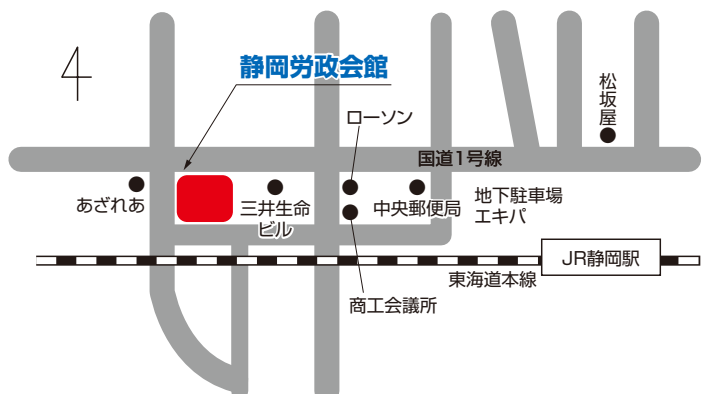 静岡労政会館
松坂屋
ローソン
国道1号線
あざれあ
三井生命
ビル
中央郵便局
地下駐車場
エキパ
JR静岡駅
東海道本線
商工会議所